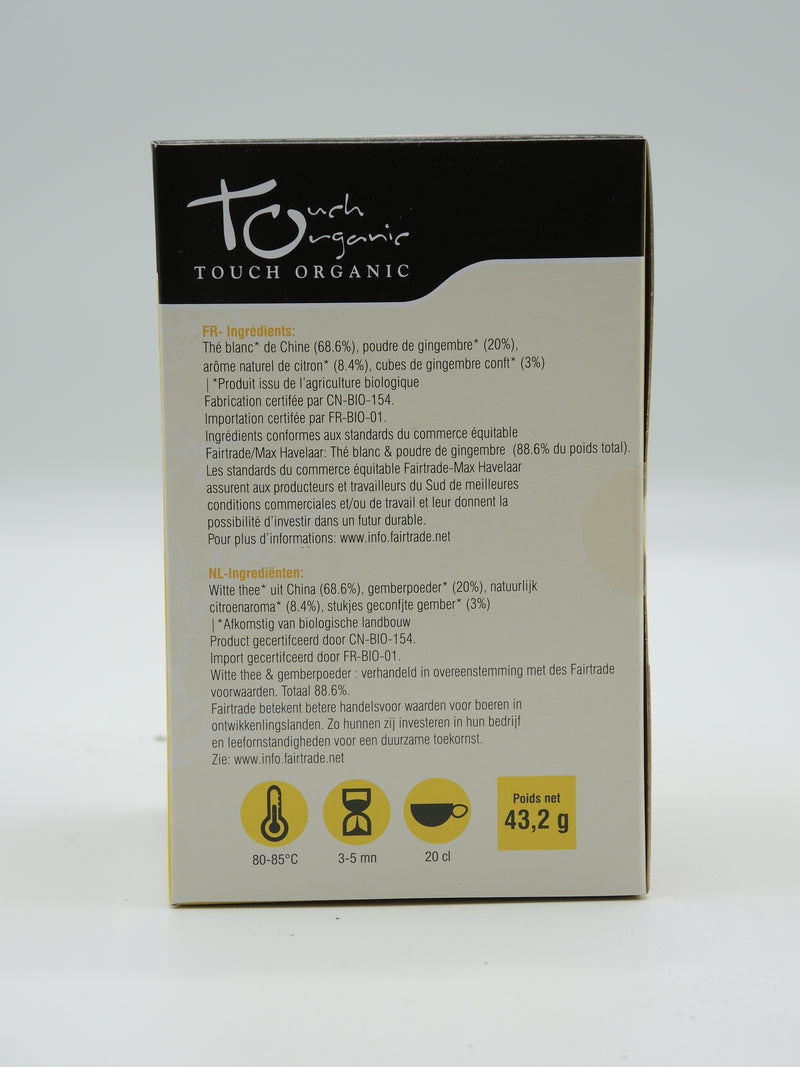 Touch
Organic
TOUCH ORGANIC
FR- Ingrédients:
Thé blanc* de Chine (68.6%), poudre de gingembre* (20%),
arôme naturel de citron* (8.4%), cubes de gingembre conft* (3%)
| *Produit issu de l'agriculture biologique
Fabrication certifée par CN-BIO-154.
Importation certifée par FR-BIO-01.
Ingrédients conformes aux standards du commerce équitable
Fairtrade/Max Havelaar: Thé blanc & poudre de gingembre (88.6% du poids total).
Les standards du commerce équitable Fairtrade-Max Havelaar
assurent aux producteurs et travailleurs du Sud de meilleures
conditions commerciales et/ou de travail et leur donnent la
possibilité d'investir dans un futur durable.
Pour plus d'informations: www.info.fairtrade.net
NL-Ingrediënten:
Witte thee* uit China (68.6%), gemberpoeder* (20%), natuurlijk
citroenaroma* (8.4%), stukjes geconfjte gember* (3%)
| *Afkomstig van biologische landbouw
Product gecertifceerd door CN-BIO-154.
Import gecertifceerd door FR-BIO-01.
Witte thee & gemberpoeder : verhandeld in overeenstemming met des Fairtrade
voorwaarden. Totaal 88.6%.
Fairtrade betekent betere handelsvoor waarden voor boeren in
ontwikkenlingslanden. Zo hunnen zij investeren in hun bedrijf
en leefornstandigheden voor een duurzame toekornst.
Zie: www.info.fairtrade.net
80-85°C
3-5 mn
20 cl
Poids net
43,2 g